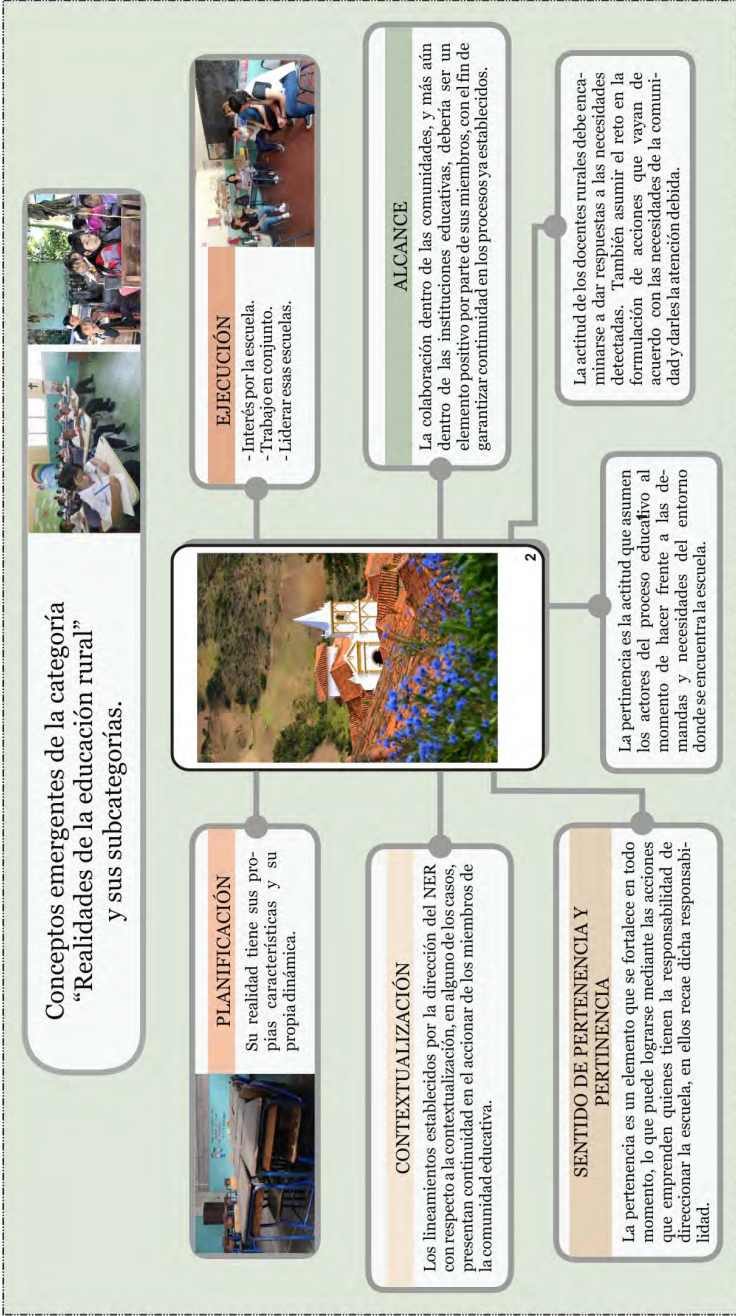 Conceptos emergentes de la categoría
“Realidades de la educación rural”
y sus subcategorías.
PLANIFICACIÓN
Su realidad tiene sus pro-
pias características y su
propia dinámica.
EJECUCIÓN
- Interés por la escuela.
- Trabajo en conjunto.
- Liderar esas escuelas.
CONTEXTUALIZACIÓN
Los lineamientos establecidos por la dirección del NER
con respecto a la contextualización, en alguno de los casos,
presentan continuidad en el accionar de los miembros de
la comunidad educativa.
2
ALCANCE
La colaboración dentro de las comunidades, y más aún
dentro de las instituciones educativas, debería ser un
elemento positivo por parte de sus miembros, con el fin de
garantizar continuidad en los procesos ya establecidos.
SENTIDO DE PERTENENCIA Y
PERTINENCIA
La pertenencia es un elemento que se fortalece en todo
momento, lo que puede lograrse mediante las acciones
que emprenden quienes tienen la responsabilidad de
direccionar la escuela, en ellos recae dicha responsabi-
lidad.
La pertinencia es la actitud que asumen
los actores del proceso educativo al
momento de hacer frente a las de-
mandas y necesidades del entorno
donde se encuentra la escuela.
La actitud de los docentes rurales debe enca-
minarse a dar respuestas a las necesidades
detectadas. También asumir el reto en la
formulación de acciones que vayan de
acuerdo con las necesidades de la comuni-
dad y darles la atención debida.